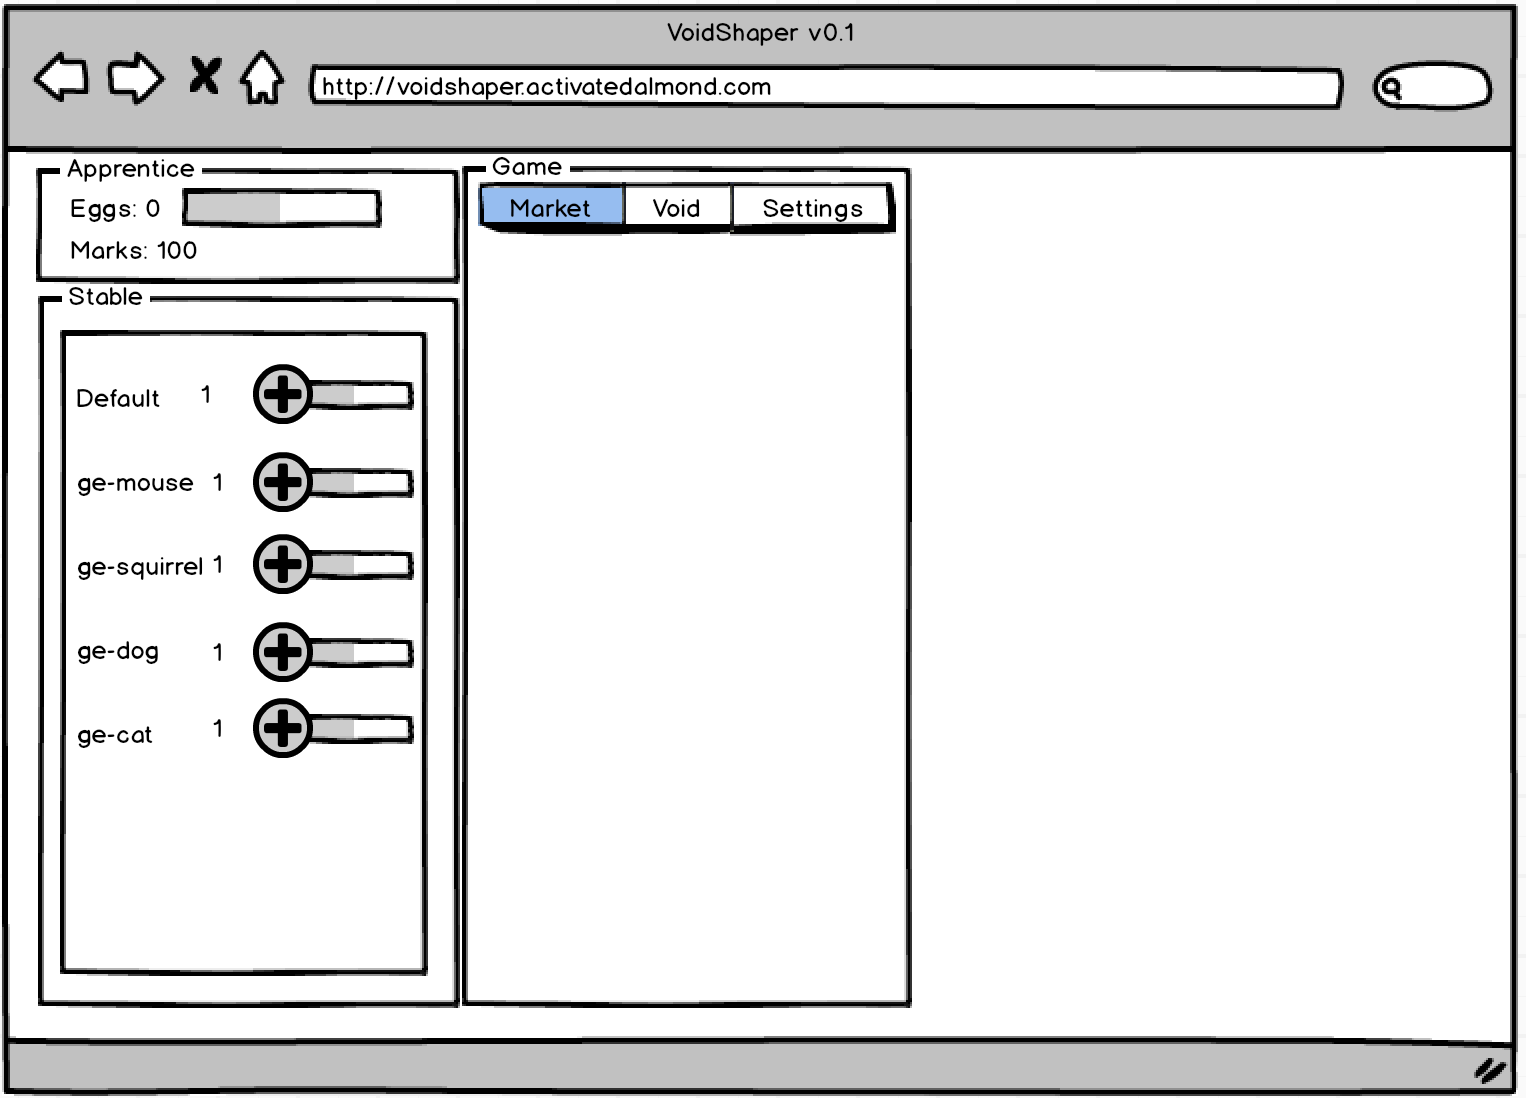 VoidShaper v0.1
http://voidshaper.activatedalmond.com
Apprentice
Eggs: 0
Marks: 100
Stable
Default 1
ge-mouse 1
ge-squirrel 1
ge-dog 1
ge-cat 1
Game
Market Void Settings